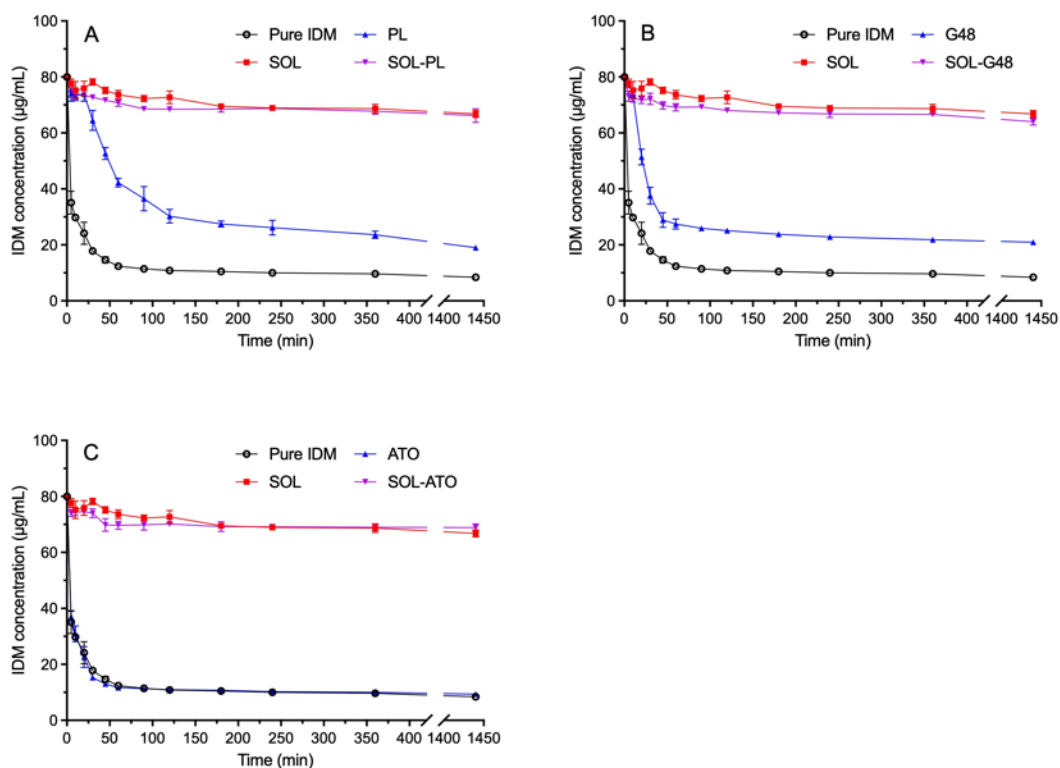 A
Pure IDM
PL
SOL
SOL-PL
IDM concentration (µg/mL)
100
80
60
40
20
0
0 50 100 150 200 250 300 350 400 1400 1450
Time (min)
B
Pure IDM
G48
SOL
SOL-G48
IDM concentration (µg/mL)
100
80
60
40
20
0
0 50 100 150 200 250 300 350 400 1400 1450
Time (min)
C
Pure IDM
ATO
SOL
SOL-ATO
IDM concentration (µg/mL)
100
80
60
40
20
0
0 50 100 150 200 250 300 350 400 1400 1450
Time (min)